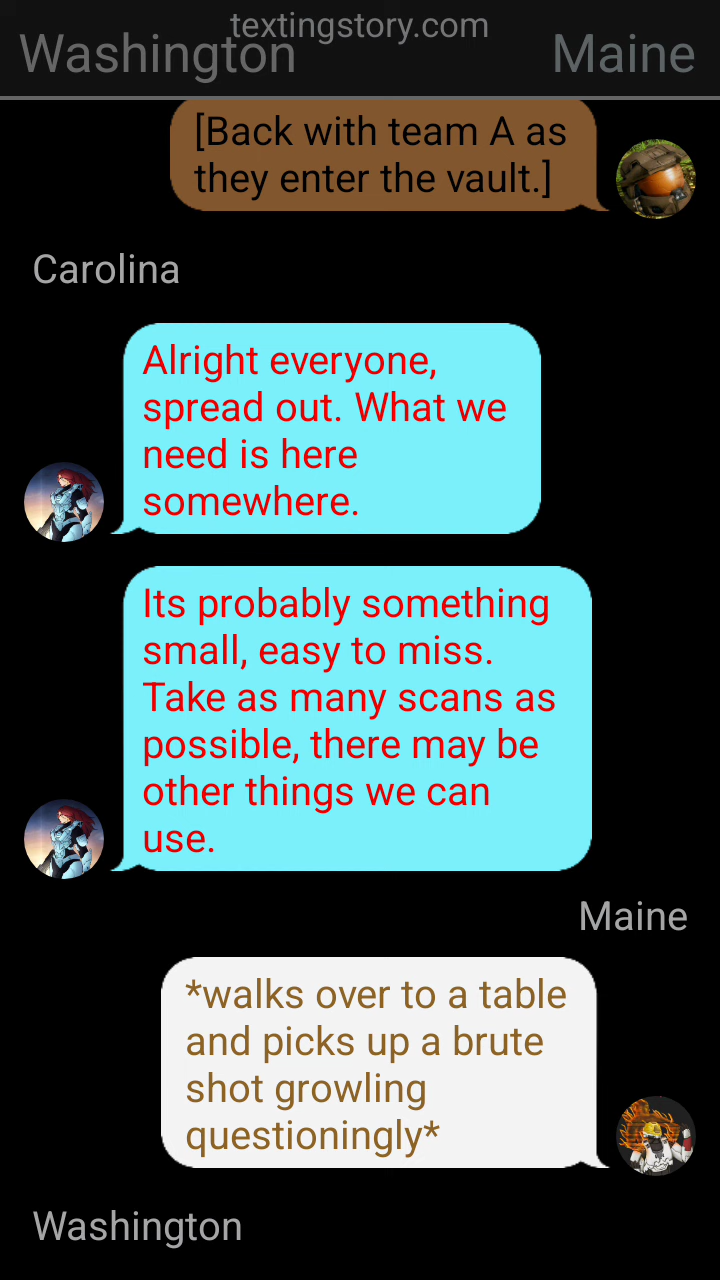 textingstory.com
Washington
Maine
[Back with team A as
they enter the vault.]
Carolina
Alright everyone,
spread out. What we
need is here
somewhere.
Its probably something
small, easy to miss.
Take as many scans as
possible, there may be
other things we can
use.
Maine
*walks over to a table
and picks up a brute
shot growling
questioningly*
Washington